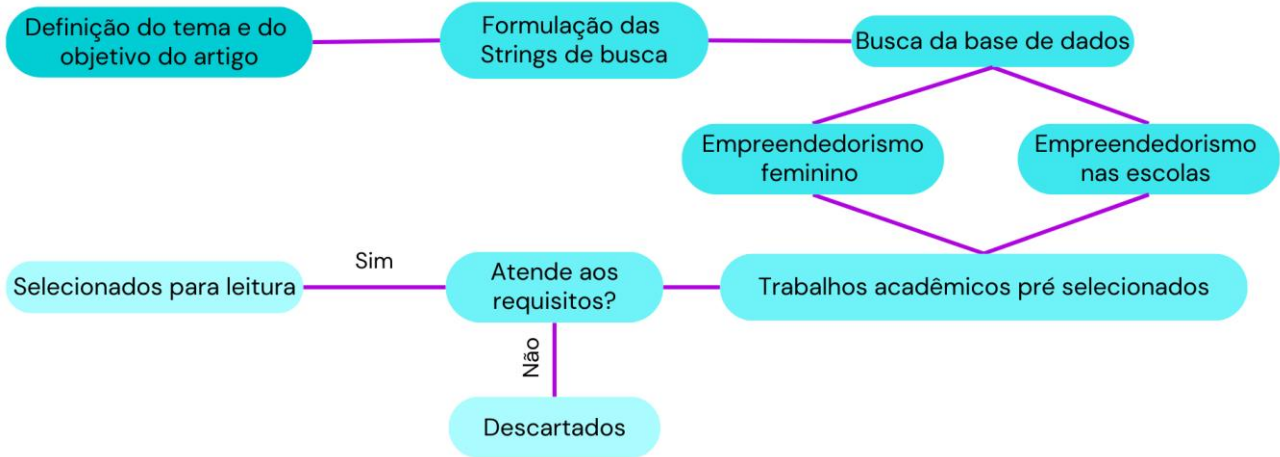 Definição do tema e do
objetivo do artigo
Formulação das
Strings de busca
Busca da base de dados
Empreendedorismo
feminino
Empreendedorismo
nas escolas
Trabalhos acadêmicos pré selecionados
Atende aos
requisitos?
Sim
Selecionados para leitura
Não
Descartados